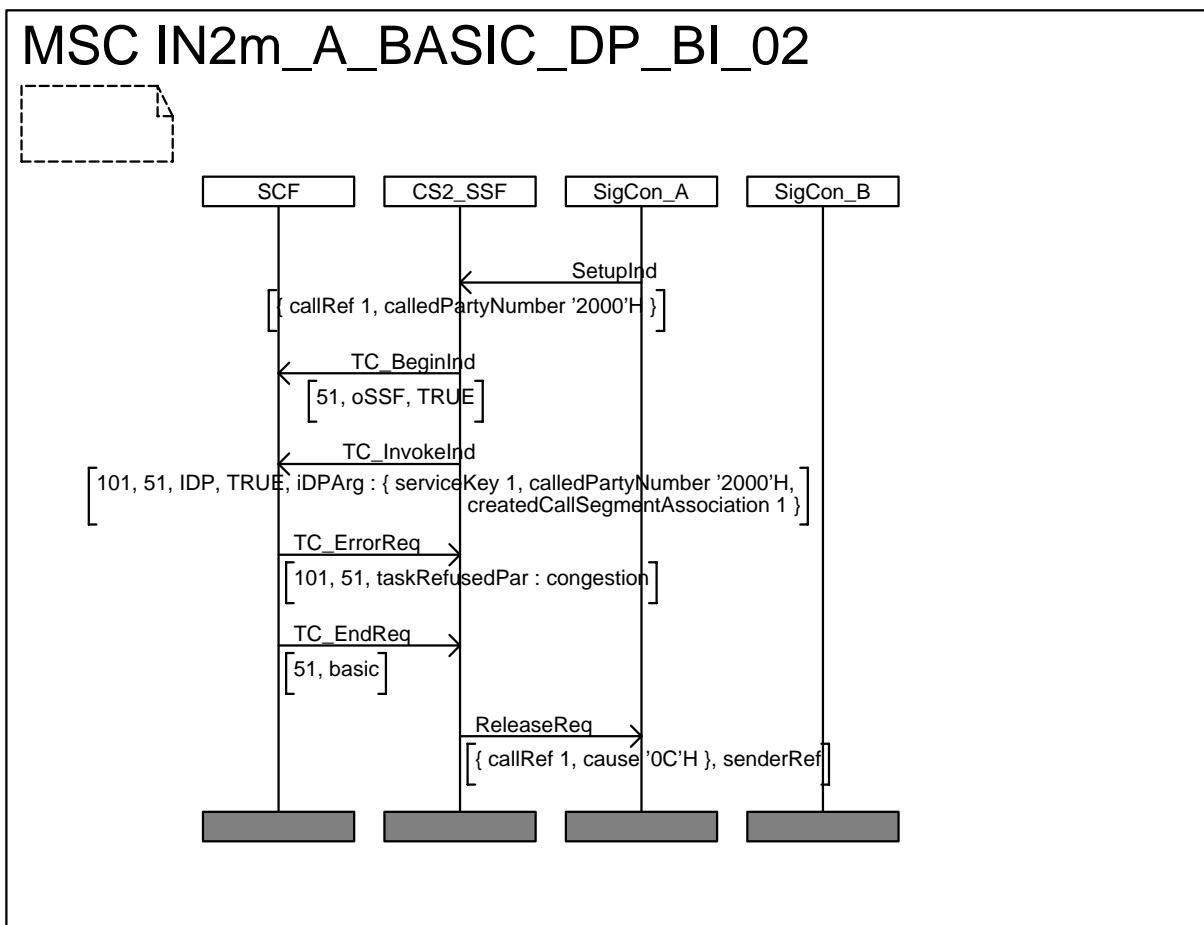 MSC IN2m_A_BASIC_DP_BI_02
SCF
CS2_SSF
SigCon_A
SigCon_B
SetupInd
{ callRef 1, calledPartyNumber ’2000’H }
TC_BeginInd
51, oSSF, TRUE
TC_InvokeInd
101, 51, IDP, TRUE, iDPArg : { serviceKey 1, calledPartyNumber ’2000’H,
createdCallSegmentAssociation 1 }
TC_ErrorReq
101, 51, taskRefusedPar : congestion
TC_EndReq
51, basic
ReleaseReq
{ callRef 1, cause ’0C’H }, senderRef